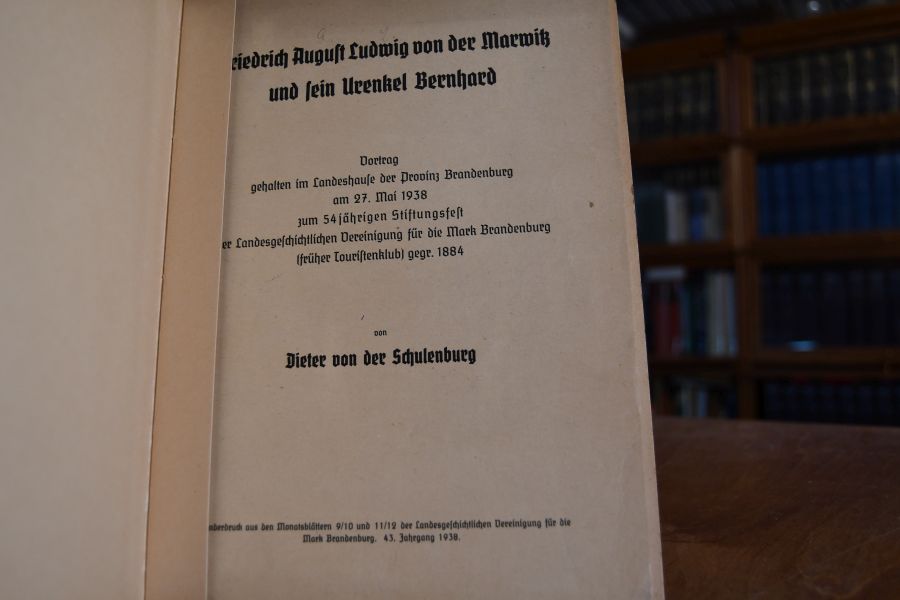 riedrich August Ludwig von der Marwitz
und sein Urenkel Bernhard
Vortrag
gehalten im Landeshause der Provinz Brandenburg
am 27. Mai 1938
zum 54jährigen Stiftungsfest
er Landesgeschichtlichen Vereinigung für die Mark Brandenburg
(früher Touristenklub) gegr. 1884
von
Dieter von der Schulenburg
nderdruck aus den Monatsblättern 9/10 und 11/12 der Landesgeschichtlichen Vereinigung für die
Mark Brandenburg. 43. Jahrgang 1938.